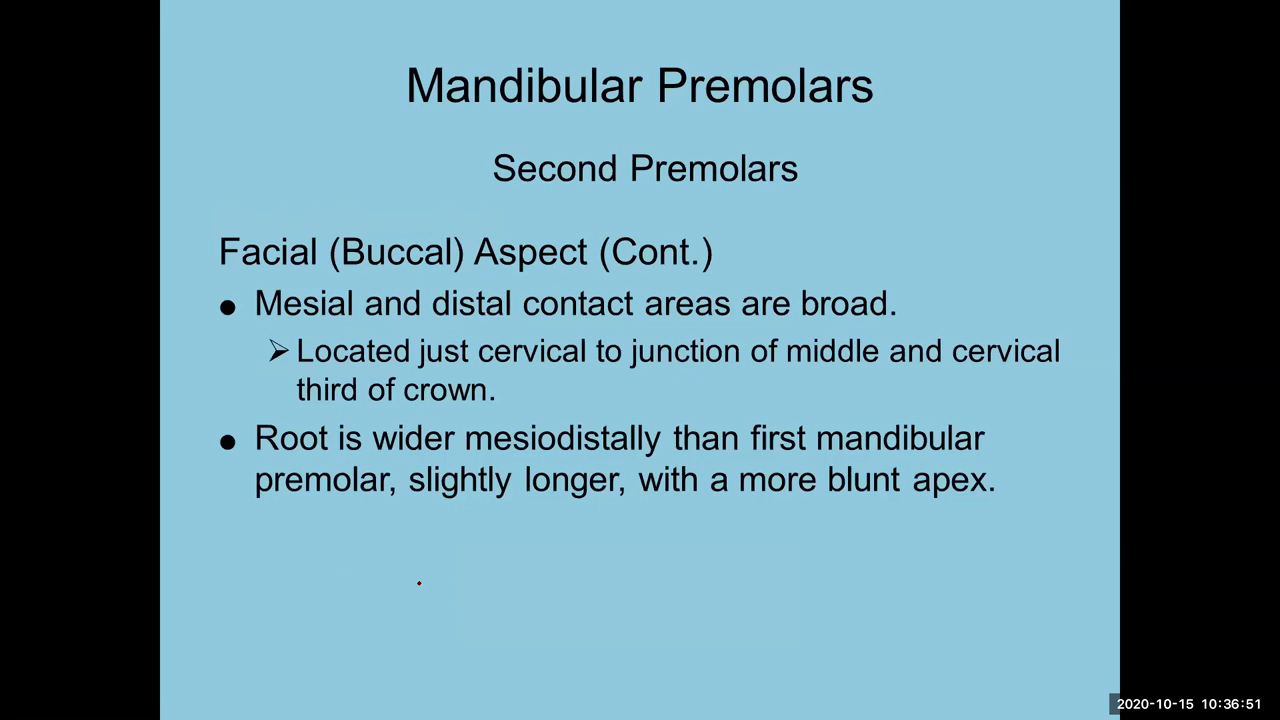 Mandibular Premolars
Second Premolars
Facial (Buccal) Aspect (Cont.)
● Mesial and distal contact areas are broad.
➢ Located just cervical to junction of middle and cervical
third of crown.
● Root is wider mesiodistally than first mandibular
premolar, slightly longer, with a more blunt apex.
2020-10-15 10:36:51